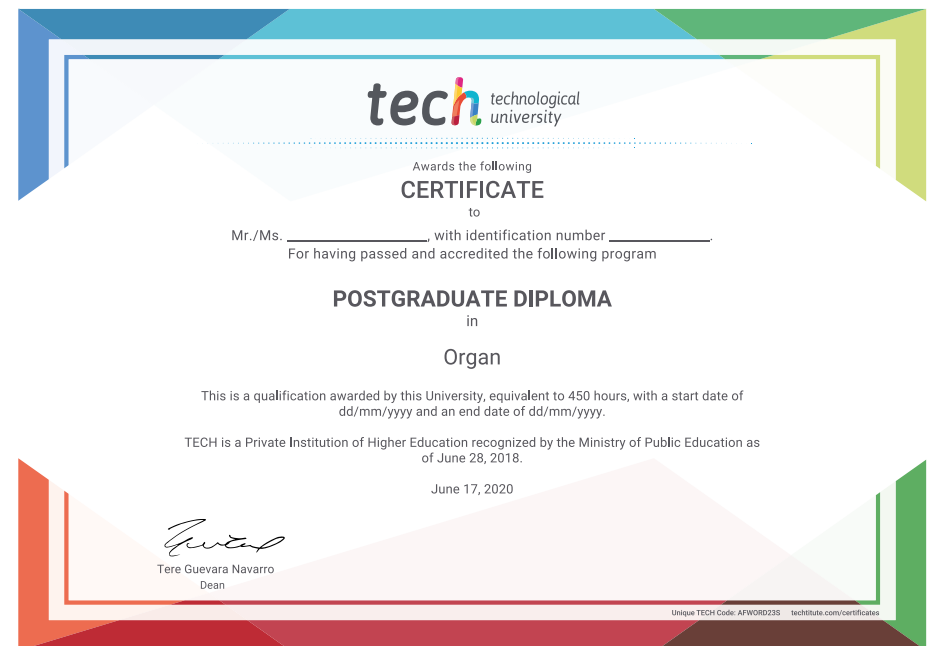 tech technological
university
Awards the following
CERTIFICATE
to
Mr./Ms. ____________________, with identification number ______________.
For having passed and accredited the following program
POSTGRADUATE DIPLOMA
in
Organ
This is a qualification awarded by this University, equivalent to 450 hours, with a start date of
dd/mm/yyyy and an end date of dd/mm/yyyy.
TECH is a Private Institution of Higher Education recognized by the Ministry of Public Education as
of June 28, 2018.
June 17, 2020
Tere Guevara Navarro
Dean
Unique TECH Code: AFWORD23S techtitute.com/certificates